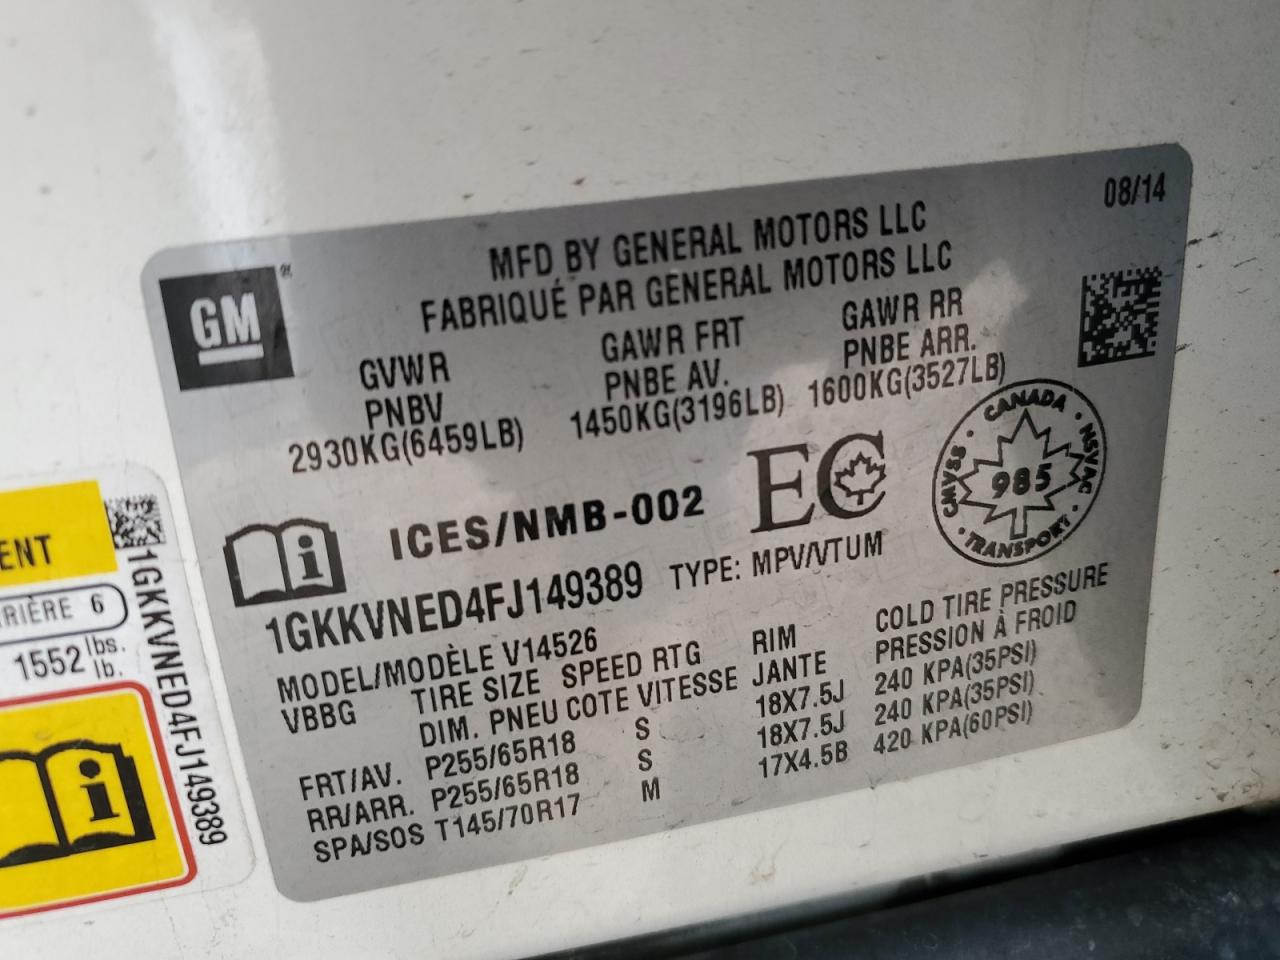 08/14
MFD BY GENERAL MOTORS LLC
FABRIQUÉ PAR GENERAL MOTORS LLC
GM
GVWR
PNBV
2930KG(6459LB)
GAWR FRT
PNBE AV.
1450KG(3196LB)
GAWR RR
PNBE ARR.
1600KG(3527LB)
ICES/NMB-002
EC
CANADA · NSVAC · TRANSPORT · CMVSS ·
985
1GKKVNED4FJ149389 TYPE: MPV/VTUM
MODEL/MODÈLE V14526
VBBG TIRE SIZE SPEED RTG RIM COLD TIRE PRESSURE
DIM. PNEU COTE VITESSE JANTE PRESSION À FROID
FRT/AV. P255/65R18 S 18X7.5J 240 KPA(35PSI)
RR/ARR. P255/65R18 S 18X7.5J 240 KPA(35PSI)
SPA/SOS T145/70R17 M 17X4.5B 420 KPA(60PSI)
ENT
RIÈRE 6
1552 lbs.
lb.
i
1GKKVNED4FJ149389